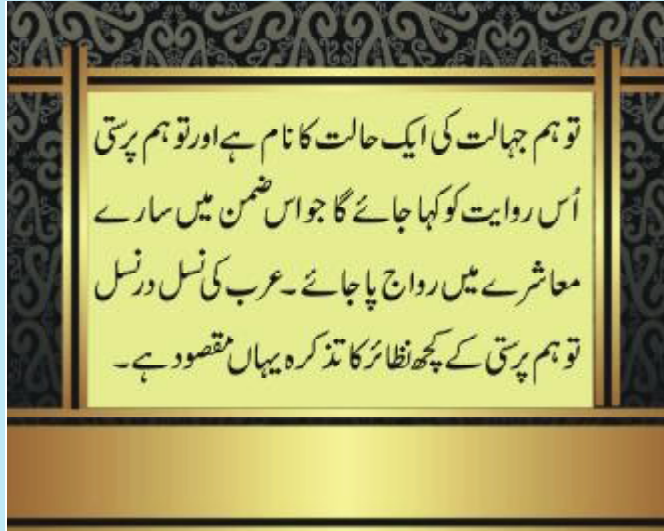 توہم جہالت کی ایک حالت کا نام ہے اور توہم پرستی
اُس روایت کو کہا جائے گا جو اس ضمن میں سارے
معاشرے میں رواج پا جائے ۔ عرب کی نسل در نسل
توہم پرستی کے کچھ نظائر کا تذکرہ یہاں مقصود ہے ۔